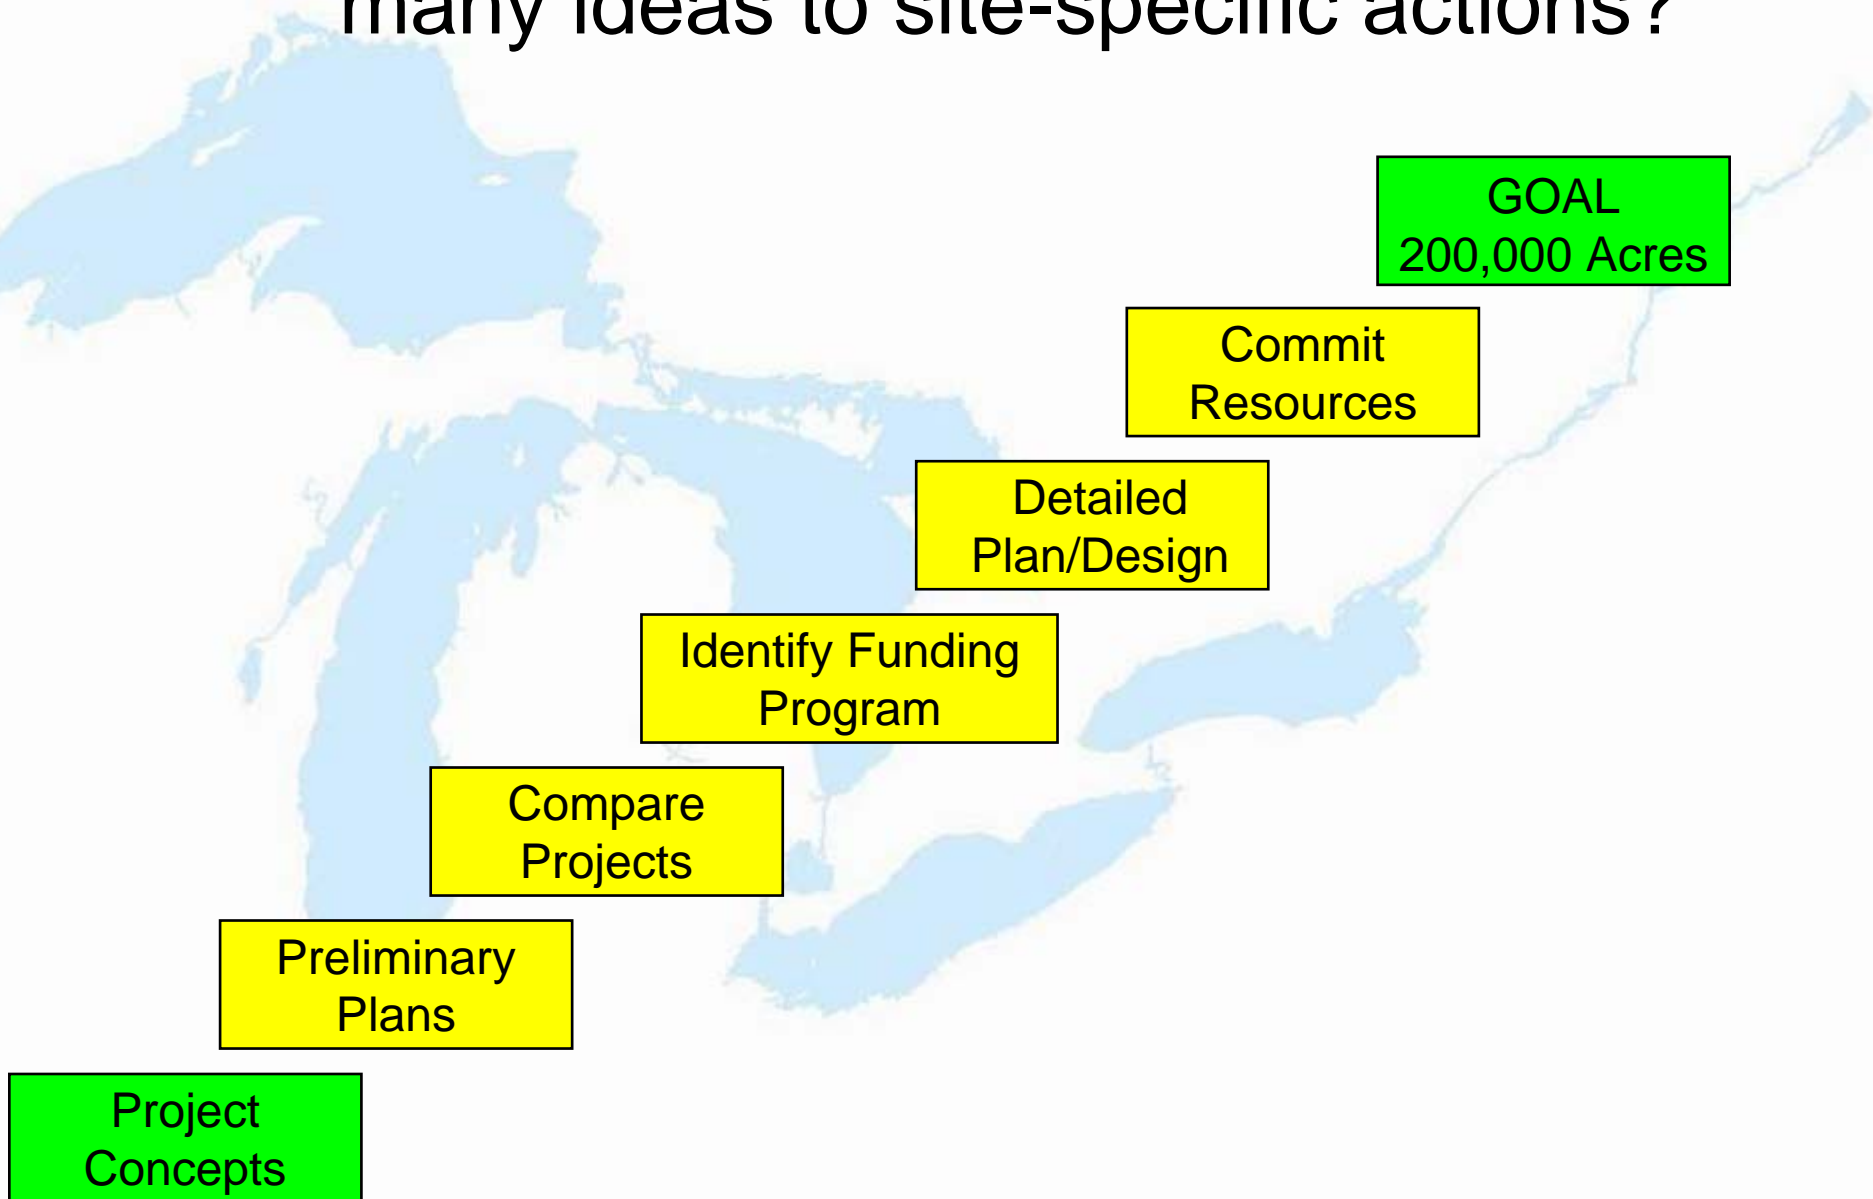 many ideas to site-specific actions?
GOAL
200,000 Acres
Commit
Resources
Detailed
Plan/Design
Identify Funding
Program
Compare
Projects
Preliminary
Plans
Project
Concepts